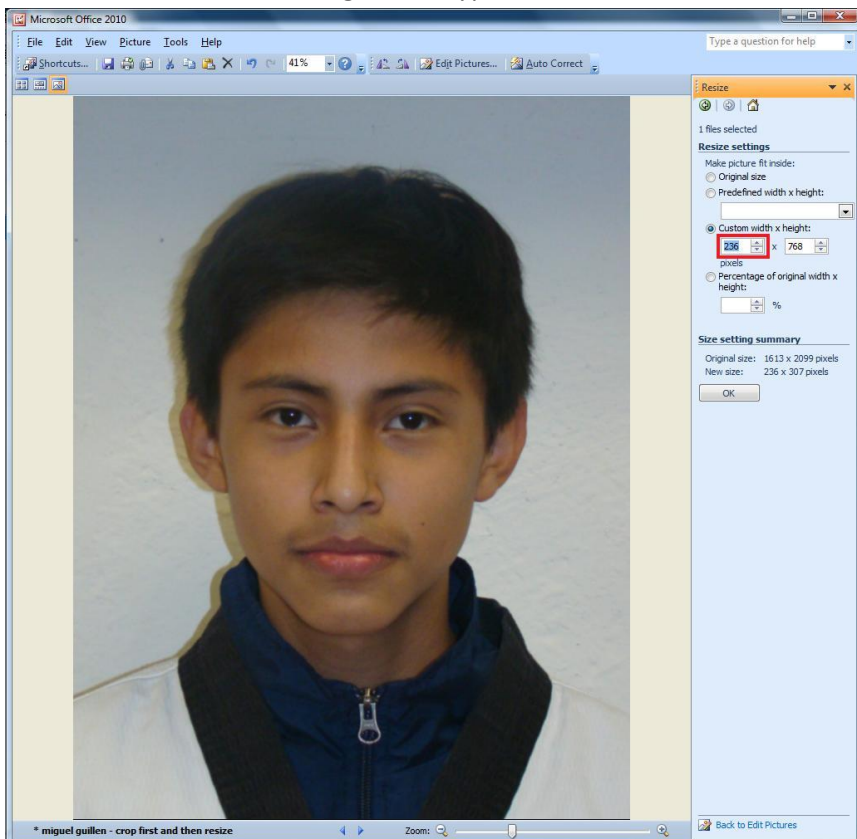 Microsoft Office 2010
File Edit View Picture Tools Help
Type a question for help
Shortcuts... 41% Edit Pictures... Auto Correct
Resize
1 files selected
Resize settings
Make picture fit inside:
Original size
Predefined width x height:
Custom width x height:
236 x 768
pixels
Percentage of original width x
height:
%
Size setting summary
Original size: 1613 x 2099 pixels
New size: 236 x 307 pixels
OK
* miguel guillen - crop first and then resize Zoom: Back to Edit Pictures